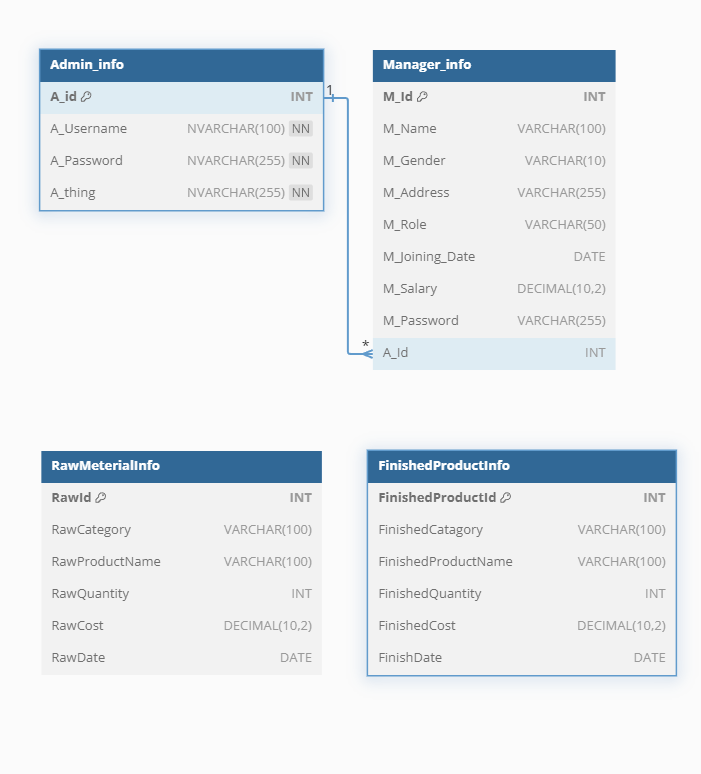 Admin_info
A_id INT
A_Username NVARCHAR(100) NN
A_Password NVARCHAR(255) NN
A_thing NVARCHAR(255) NN
1
*
Manager_info
M_Id INT
M_Name VARCHAR(100)
M_Gender VARCHAR(10)
M_Address VARCHAR(255)
M_Role VARCHAR(50)
M_Joining_Date DATE
M_Salary DECIMAL(10,2)
M_Password VARCHAR(255)
A_Id INT
RawMeterialInfo
RawId INT
RawCategory VARCHAR(100)
RawProductName VARCHAR(100)
RawQuantity INT
RawCost DECIMAL(10,2)
RawDate DATE
FinishedProductInfo
FinishedProductId INT
FinishedCatagory VARCHAR(100)
FinishedProductName VARCHAR(100)
FinishedQuantity INT
FinishedCost DECIMAL(10,2)
FinishDate DATE